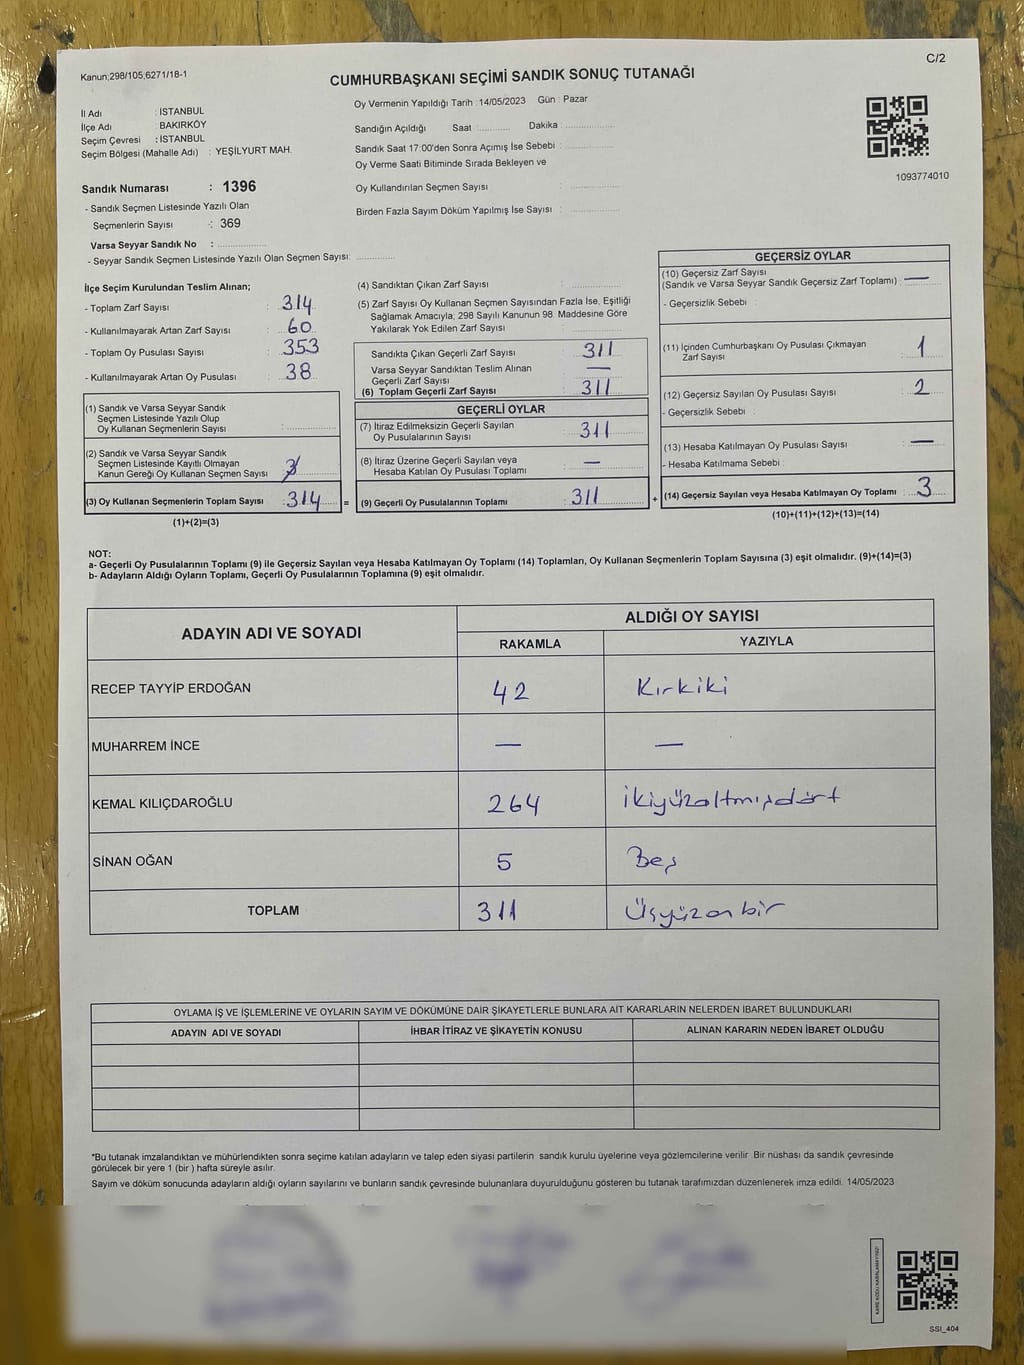 Kanun;298/105;6271/18-1
C/2
CUMHURBAŞKANI SEÇİMİ SANDIK SONUÇ TUTANAĞI
İl Adı : İSTANBUL
İlçe Adı : BAKIRKÖY
Seçim Çevresi : İSTANBUL
Seçim Bölgesi (Mahalle Adı) : YEŞİLYURT MAH.
Sandık Numarası : 1396
- Sandık Seçmen Listesinde Yazılı Olan
Seçmenlerin Sayısı : 369
Varsa Seyyar Sandık No :
- Seyyar Sandık Seçmen Listesinde Yazılı Olan Seçmen Sayısı:
Oy Vermenin Yapıldığı Tarih : 14/05/2023 Gün : Pazar
Sandığın Açıldığı Saat Dakika
Sandık Saat 17:00'den Sonra Açımış İse Sebebi :
Oy Verme Saati Bitiminde Sırada Bekleyen ve
Oy Kullandırılan Seçmen Sayısı :
Birden Fazla Sayım Döküm Yapılmış İse Sayısı :
1093774010
İlçe Seçim Kurulundan Teslim Alınan;
- Toplam Zarf Sayısı : 314
- Kullanılmayarak Artan Zarf Sayısı : 60
- Toplam Oy Pusulası Sayısı : 353
- Kullanılmayarak Artan Oy Pusulası : 38
(1) Sandık ve Varsa Seyyar Sandık
Seçmen Listesinde Yazılı Olup
Oy Kullanan Seçmenlerin Sayısı :
(2) Sandık ve Varsa Seyyar Sandık
Seçmen Listesinde Kayıtlı Olmayan
Kanun Gereği Oy Kullanan Seçmen Sayısı :
(3) Oy Kullanan Seçmenlerin Toplam Sayısı : 314 =
(1)+(2)=(3)
(4) Sandıktan Çıkan Zarf Sayısı :
(5) Zarf Sayısı Oy Kullanan Seçmen Sayısından Fazla İse, Eşitliği
Sağlamak Amacıyla; 298 Sayılı Kanunun 98. Maddesine Göre
Yakılarak Yok Edilen Zarf Sayısı :
Sandıkta Çıkan Geçerli Zarf Sayısı : 311
Varsa Seyyar Sandıktan Teslim Alınan
Geçerli Zarf Sayısı : —
(6) Toplam Geçerli Zarf Sayısı : 311
GEÇERLİ OYLAR
(7) İtiraz Edilmeksizin Geçerli Sayılan
Oy Pusulalarının Sayısı : 311
(8) İtiraz Üzerine Geçerli Sayılan veya
Hesaba Katılan Oy Pusulası Toplamı : —
(9) Geçerli Oy Pusulalarının Toplamı : 311 +
GEÇERSİZ OYLAR
(10) Geçersiz Zarf Sayısı
(Sandık ve Varsa Seyyar Sandık Geçersiz Zarf Toplamı) : —
- Geçersizlik Sebebi :
(11) İçinden Cumhurbaşkanı Oy Pusulası Çıkmayan
Zarf Sayısı : 1
(12) Geçersiz Sayılan Oy Pusulası Sayısı : 2
- Geçersizlik Sebebi :
(13) Hesaba Katılmayan Oy Pusulası Sayısı : —
- Hesaba Katılmama Sebebi :
(14) Geçersiz Sayılan veya Hesaba Katılmayan Oy Toplamı : 3
(10)+(11)+(12)+(13)=(14)
NOT:
a- Geçerli Oy Pusulalarının Toplamı (9) ile Geçersiz Sayılan veya Hesaba Katılmayan Oy Toplamı (14) Toplamları, Oy Kullanan Seçmenlerin Toplam Sayısına (3) eşit olmalıdır. (9)+(14)=(3)
b- Adayların Aldığı Oyların Toplamı, Geçerli Oy Pusulalarının Toplamına (9) eşit olmalıdır.
ADAYIN ADI VE SOYADI ALDIĞI OY SAYISI
RAKAMLA YAZIYLA
RECEP TAYYİP ERDOĞAN 42 Kırkiki
MUHARREM İNCE — —
KEMAL KILIÇDAROĞLU 264 ikiyüzaltmışdört
SİNAN OĞAN 5 Beş
TOPLAM 311 Üçyüzonbir
OYLAMA İŞ VE İŞLEMLERİNE VE OYLARIN SAYIM VE DÖKÜMÜNE DAİR ŞİKAYETLERLE BUNLARA AİT KARARLARIN NELERDEN İBARET BULUNDUKLARI
ADAYIN ADI VE SOYADI İHBAR İTİRAZ VE ŞİKAYETİN KONUSU ALINAN KARARIN NEDEN İBARET OLDUĞU
*Bu tutanak imzalandıktan ve mühürlendikten sonra seçime katılan adayların ve talep eden siyasi partilerin sandık kurulu üyelerine veya gözlemcilerine verilir. Bir nüshası da sandık çevresinde
görülecek bir yere 1 (bir ) hafta süreyle asılır.
Sayım ve döküm sonucunda adayların aldığı oyların sayılarını ve bunların sandık çevresinde bulunanlara duyurulduğunu gösteren bu tutanak tarafımızdan düzenlenerek imza edildi. 14/05/2023
SSI_404